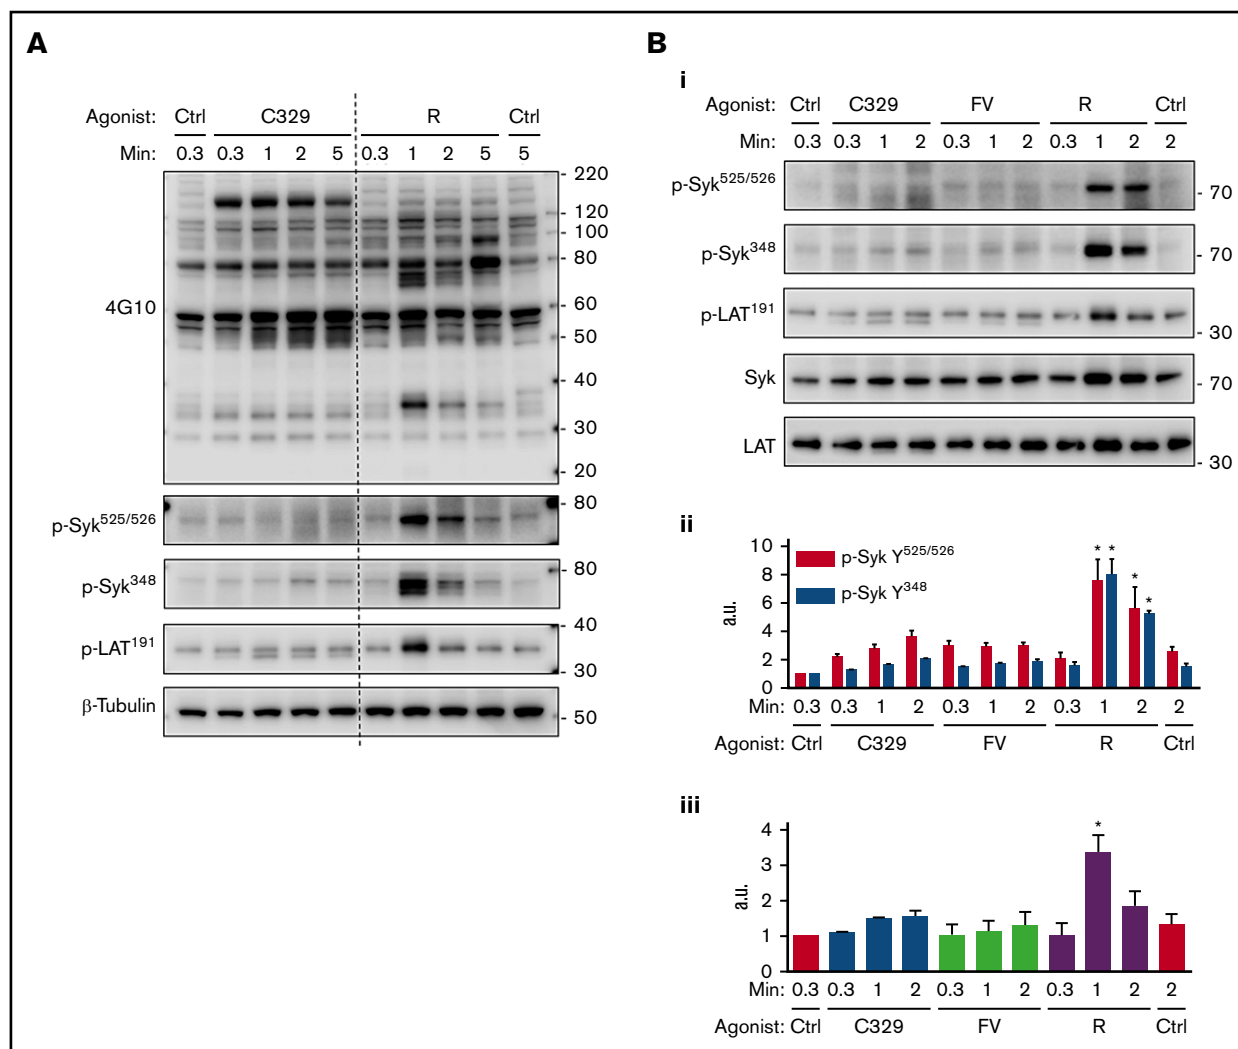 A
Agonist: Ctrl C329 R Ctrl
Min: 0.3 0.3 1 2 5 0.3 1 2 5 5
4G10
- 220
- 120
- 100
- 80
- 60
- 50
- 40
- 30
- 20
p-Syk525/526
- 80
p-Syk348
- 80
p-LAT191
- 40
- 30
β-Tubulin
- 50
B
i
Agonist: Ctrl C329 FV R Ctrl
Min: 0.3 0.3 1 2 0.3 1 2 0.3 1 2 2
p-Syk525/526
- 70
p-Syk348
- 70
p-LAT191
- 30
Syk
- 70
LAT
- 30
ii
a.u.
10
8
6
4
2
0
p-Syk Y525/526
p-Syk Y348
* *
*
*
Min: 0.3 0.3 1 2 0.3 1 2 0.3 1 2 2
Agonist: Ctrl C329 FV R Ctrl
iii
a.u.
4
3
2
1
0
*
Min: 0.3 0.3 1 2 0.3 1 2 0.3 1 2 2
Agonist: Ctrl C329 FV R Ctrl